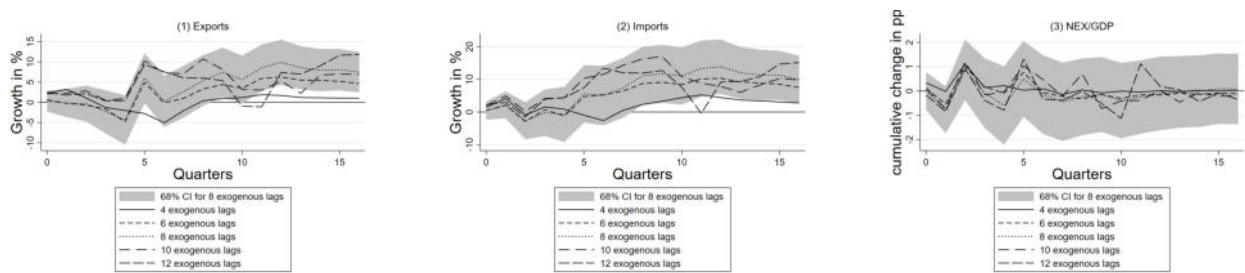 (1) Exports
Growth in %
15
10
5
0
-5
-10
0 5 10 15
Quarters
68% CI for 8 exogenous lags
4 exogenous lags
6 exogenous lags
8 exogenous lags
10 exogenous lags
12 exogenous lags
(2) Imports
Growth in %
20
10
0
-10
0 5 10 15
Quarters
68% CI for 8 exogenous lags
4 exogenous lags
6 exogenous lags
8 exogenous lags
10 exogenous lags
12 exogenous lags
(3) NEX/GDP
cumulative change in pp
2
1
0
-1
-2
0 5 10 15
Quarters
68% CI for 8 exogenous lags
4 exogenous lags
6 exogenous lags
8 exogenous lags
10 exogenous lags
12 exogenous lags